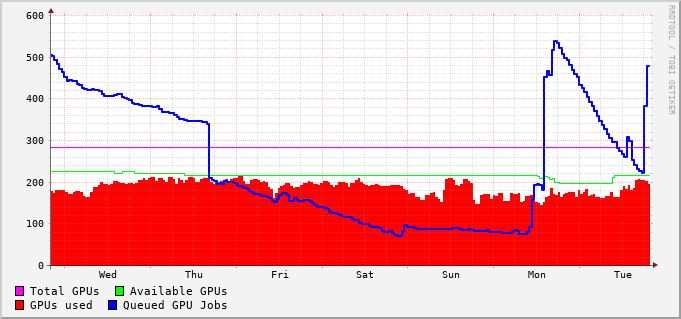 600
500
400
300
200
100
0
Wed Thu Fri Sat Sun Mon Tue
Total GPUs Available GPUs
GPUs used Queued GPU Jobs
RRDTOOL / TOBI OETIKER